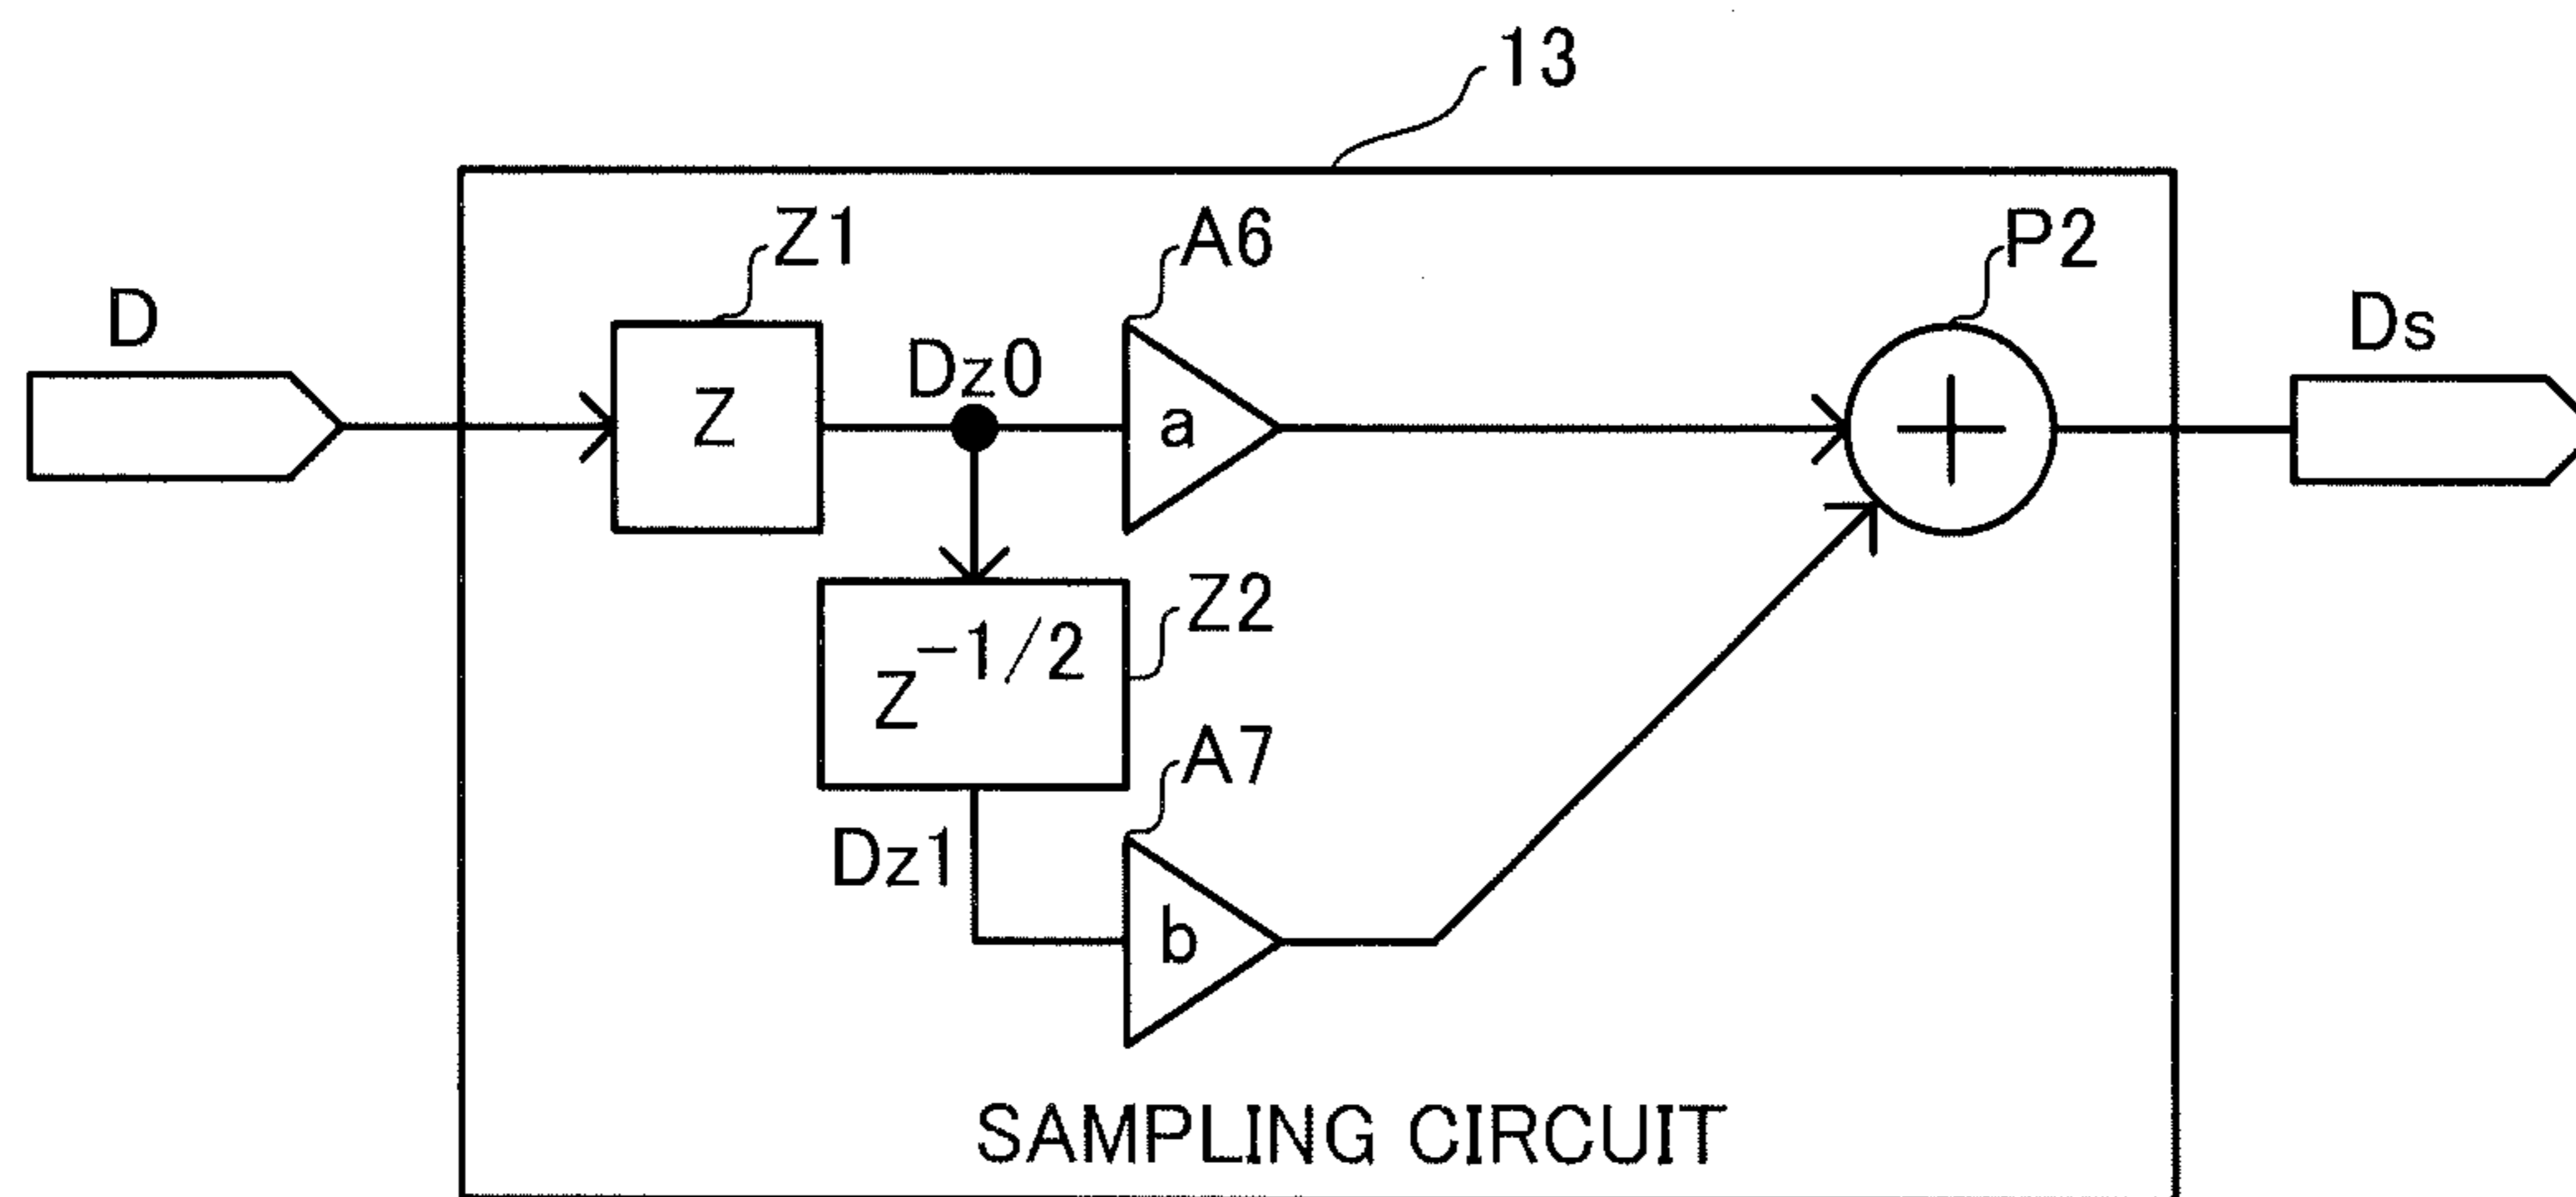 13
Z1
A6
P2
D
Dz0
Ds
Z
a
+
Z^-1/2
Z2
A7
Dz1
b
SAMPLING CIRCUIT